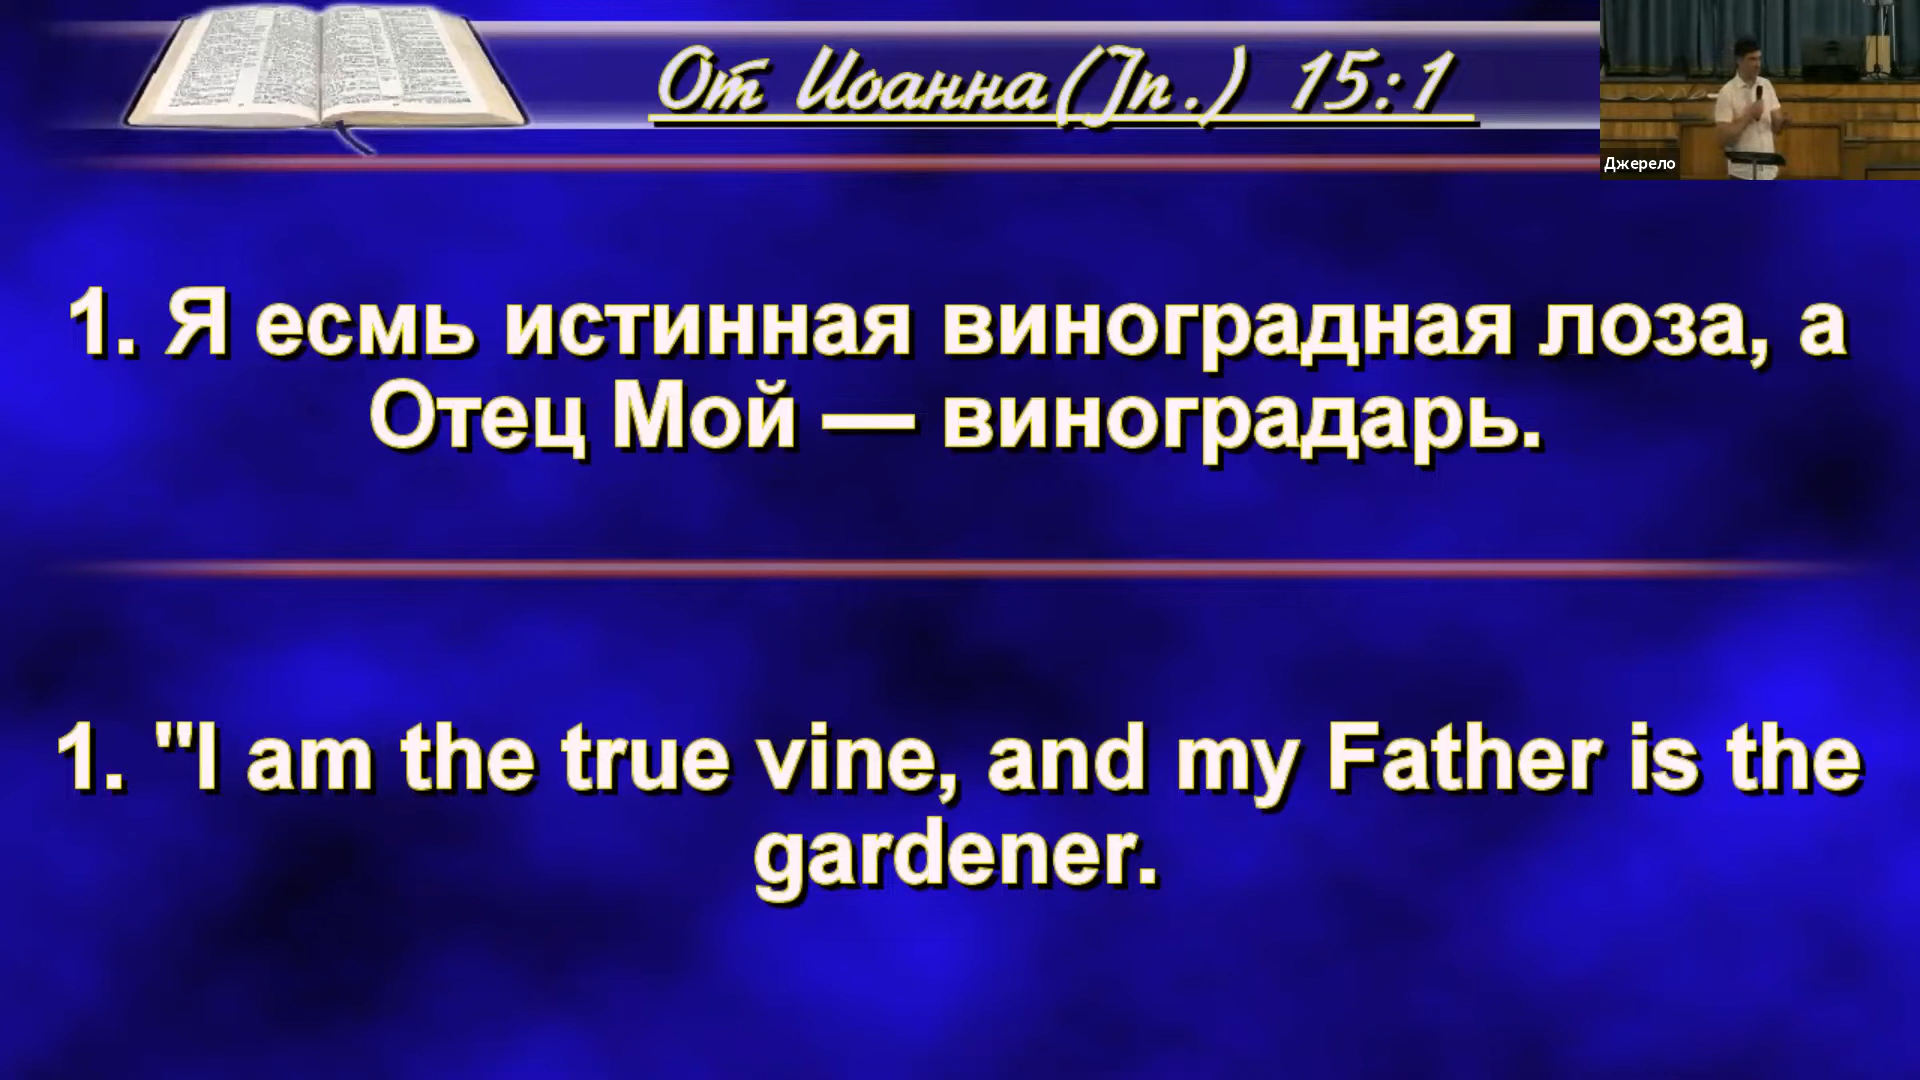 От Иоанна(Jn.) 15:1
Джерело
1. Я есмь истинная виноградная лоза, а
Отец Мой — виноградарь.
1. "I am the true vine, and my Father is the
gardener.